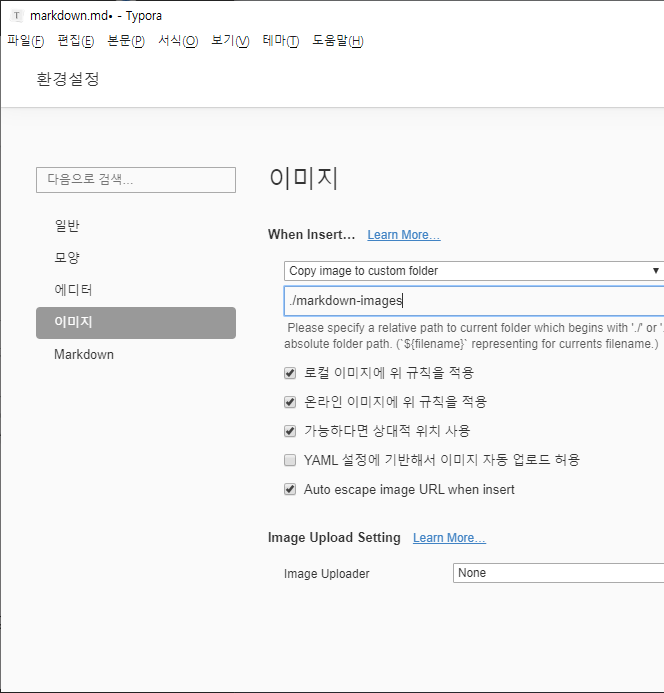 T markdown.md• - Typora
파일(F) 편집(E) 본문(P) 서식(O) 보기(V) 테마(T) 도움말(H)
환경설정
다음으로 검색...
일반
모양
에디터
이미지
Markdown
이미지
When Insert... Learn More...
Copy image to custom folder
./markdown-images
Please specify a relative path to current folder which begins with './' or '.
absolute folder path. (`${filename}` representing for currents filename.)
로컬 이미지에 위 규칙을 적용
온라인 이미지에 위 규칙을 적용
가능하다면 상대적 위치 사용
YAML 설정에 기반해서 이미지 자동 업로드 허용
Auto escape image URL when insert
Image Upload Setting Learn More...
Image Uploader None